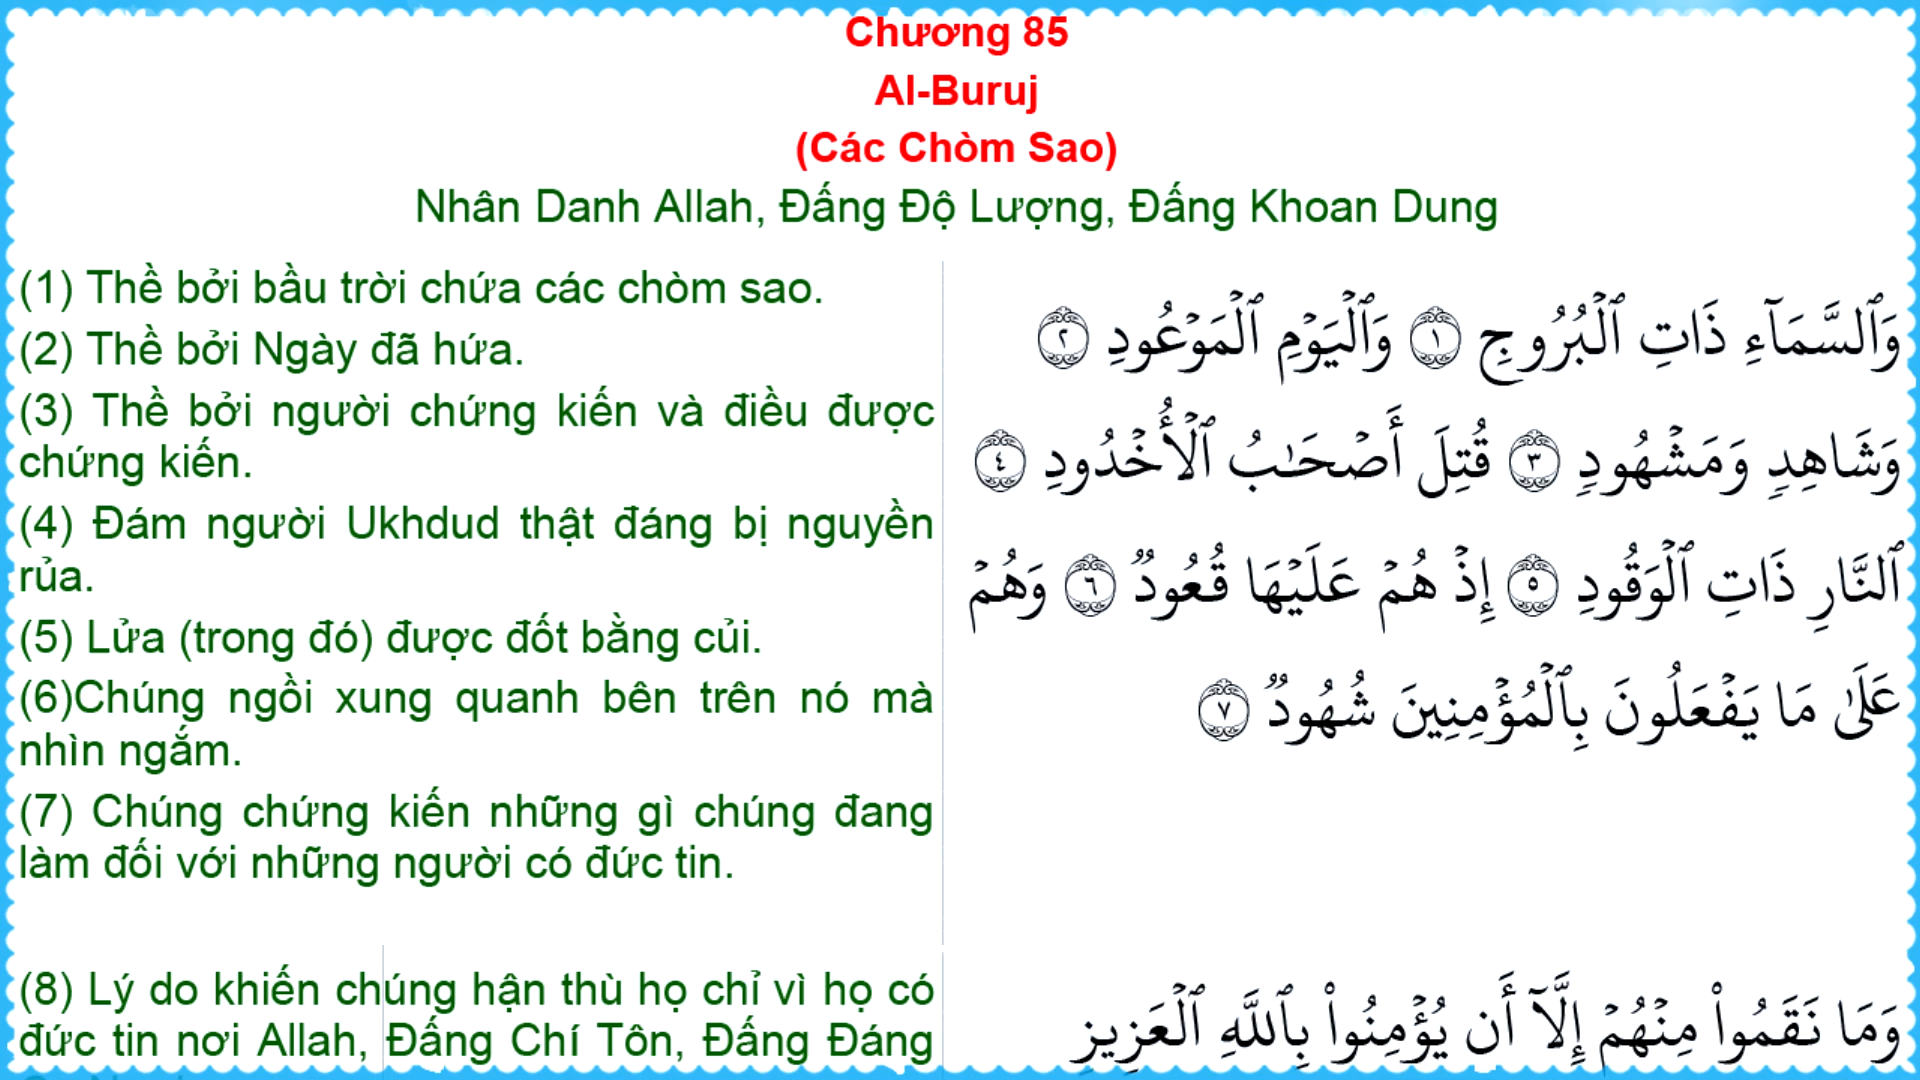 Chương 85
Al-Buruj
(Các Chòm Sao)
Nhân Danh Allah, Đấng Độ Lượng, Đấng Khoan Dung
(1) Thề bởi bầu trời chứa các chòm sao.
(2) Thề bởi Ngày đã hứa.
(3) Thề bởi người chứng kiến và điều được
chứng kiến.
(4) Đám người Ukhdud thật đáng bị nguyền
rủa.
(5) Lửa (trong đó) được đốt bằng củi.
(6)Chúng ngồi xung quanh bên trên nó mà
nhìn ngắm.
(7) Chúng chứng kiến những gì chúng đang
làm đối với những người có đức tin.
وَٱلسَّمَآءِ ذَاتِ ٱلۡبُرُوجِ ١ وَٱلۡيَوۡمِ ٱلۡمَوۡعُودِ ٢
وَشَاهِدٖ وَمَشۡهُودٖ ٣ قُتِلَ أَصۡحَٰبُ ٱلۡأُخۡدُودِ ٤
ٱلنَّارِ ذَاتِ ٱلۡوَقُودِ ٥ إِذۡ هُمۡ عَلَيۡهَا قُعُودٞ ٦ وَهُمۡ
عَلَىٰ مَا يَفۡعَلُونَ بِٱلۡمُؤۡمِنِينَ شُهُودٞ ٧
(8) Lý do khiến chúng hận thù họ chỉ vì họ có
đức tin nơi Allah, Đấng Chí Tôn, Đấng Đáng
وَمَا نَقَمُواْ مِنۡهُمۡ إِلَّآ أَن يُؤۡمِنُواْ بِٱللَّهِ ٱلۡعَزِيزِ